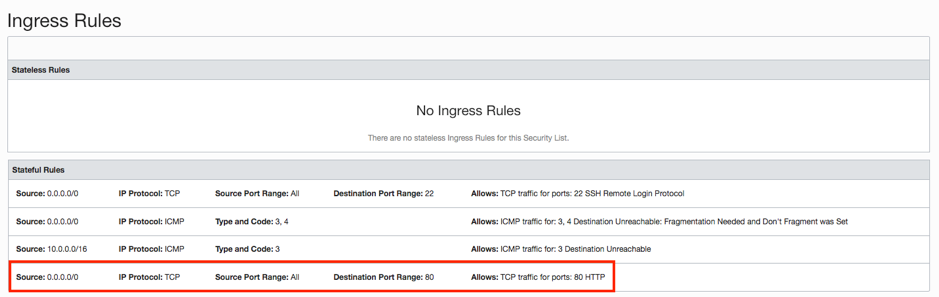 Ingress Rules
Stateless Rules
No Ingress Rules
There are no stateless Ingress Rules for this Security List.
Stateful Rules
Source: 0.0.0.0/0 IP Protocol: TCP Source Port Range: All Destination Port Range: 22 Allows: TCP traffic for ports: 22 SSH Remote Login Protocol
Source: 0.0.0.0/0 IP Protocol: ICMP Type and Code: 3, 4 Allows: ICMP traffic for: 3, 4 Destination Unreachable: Fragmentation Needed and Don't Fragment was Set
Source: 10.0.0.0/16 IP Protocol: ICMP Type and Code: 3 Allows: ICMP traffic for: 3 Destination Unreachable
Source: 0.0.0.0/0 IP Protocol: TCP Source Port Range: All Destination Port Range: 80 Allows: TCP traffic for ports: 80 HTTP